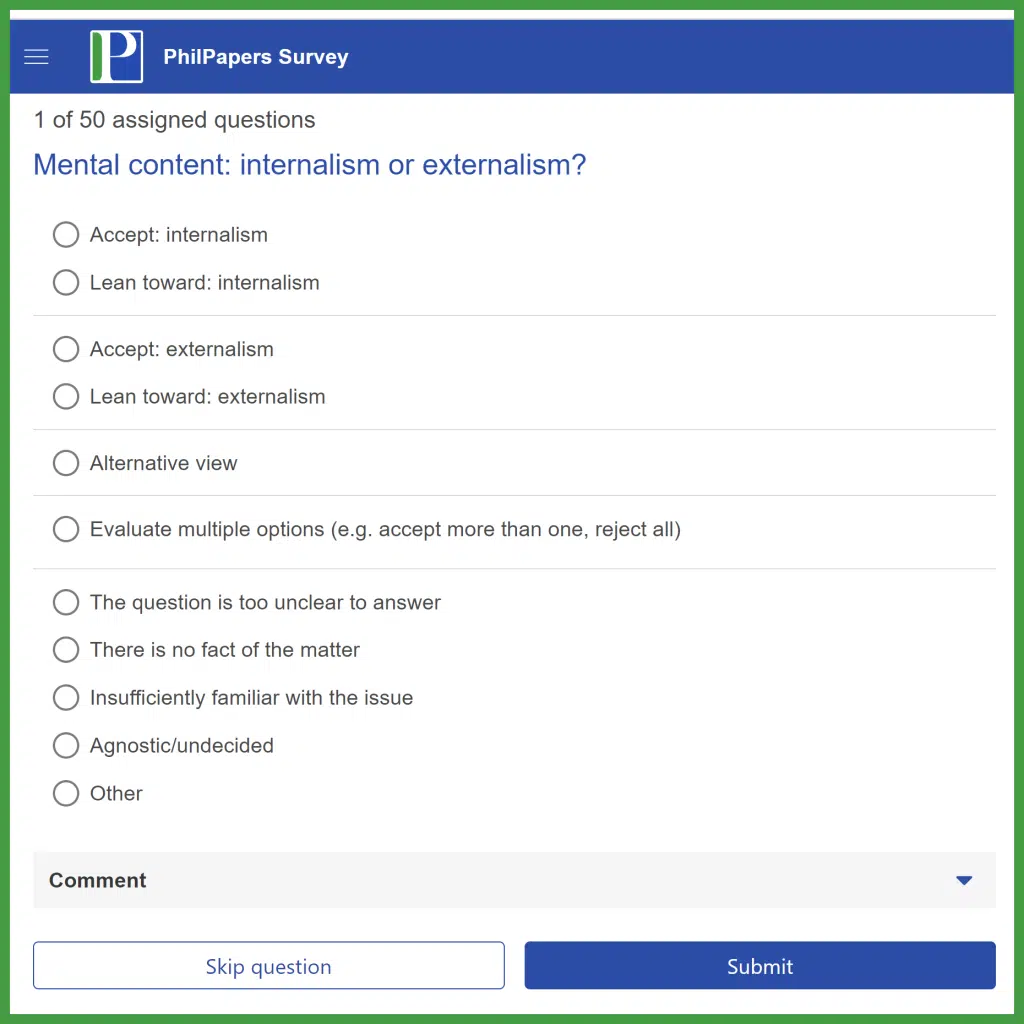 P
PhilPapers Survey
1 of 50 assigned questions
Mental content: internalism or externalism?
Accept: internalism
Lean toward: internalism
Accept: externalism
Lean toward: externalism
Alternative view
Evaluate multiple options (e.g. accept more than one, reject all)
The question is too unclear to answer
There is no fact of the matter
Insufficiently familiar with the issue
Agnostic/undecided
Other
Comment
Skip question
Submit